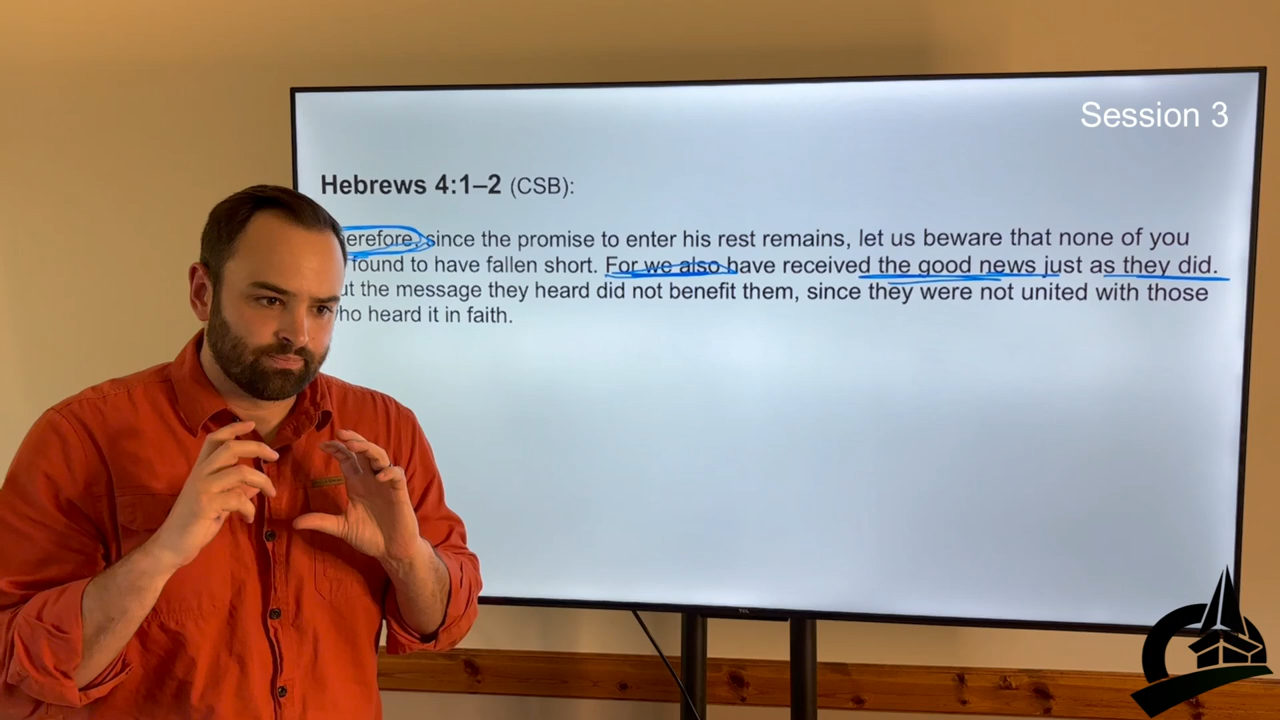 Session 3
Hebrews 4:1–2 (CSB):
erefore, since the promise to enter his rest remains, let us beware that none of you
found to have fallen short. For we also have received the good news just as they did.
ut the message they heard did not benefit them, since they were not united with those
who heard it in faith.
TCL